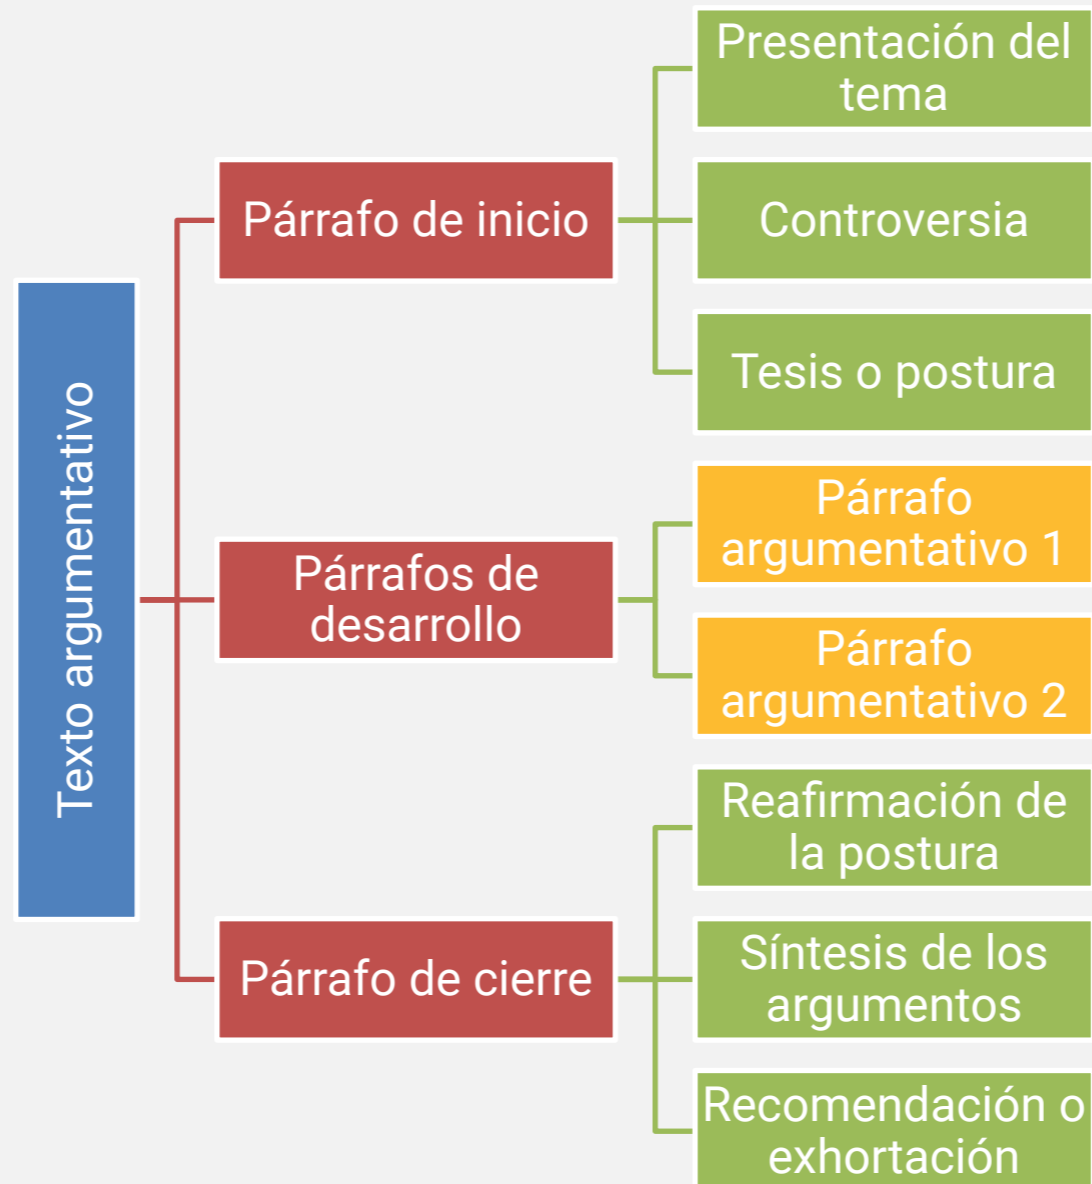 Texto argumentativo
Párrafo de inicio
Presentación del
tema
Controversia
Tesis o postura
Párrafos de
desarrollo
Párrafo
argumentativo 1
Párrafo
argumentativo 2
Párrafo de cierre
Reafirmación de
la postura
Síntesis de los
argumentos
Recomendación o
exhortación